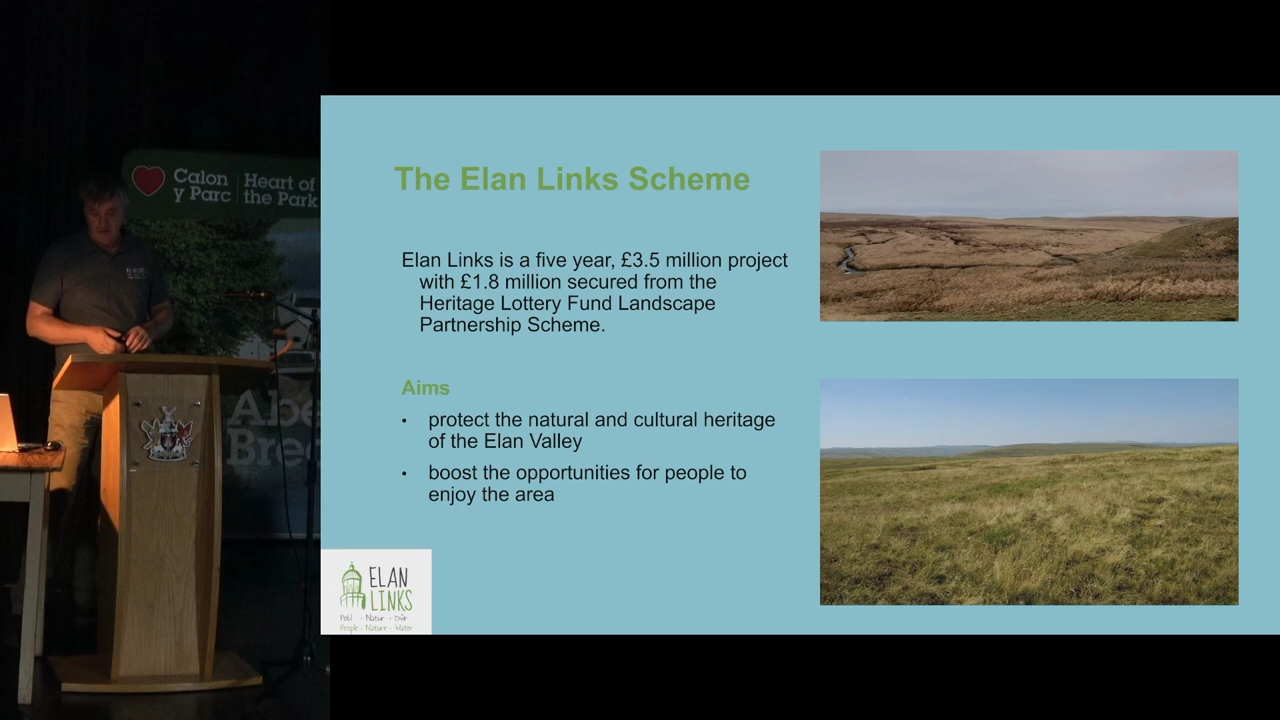 Calon
y Parc
Heart of
the Park
The Elan Links Scheme
Elan Links is a five year, £3.5 million project
with £1.8 million secured from the
Heritage Lottery Fund Landscape
Partnership Scheme.
Aims
• protect the natural and cultural heritage
of the Elan Valley
• boost the opportunities for people to
enjoy the area
ELAN
LINKS
Pobl - Natur - Dŵr
People - Nature - Water